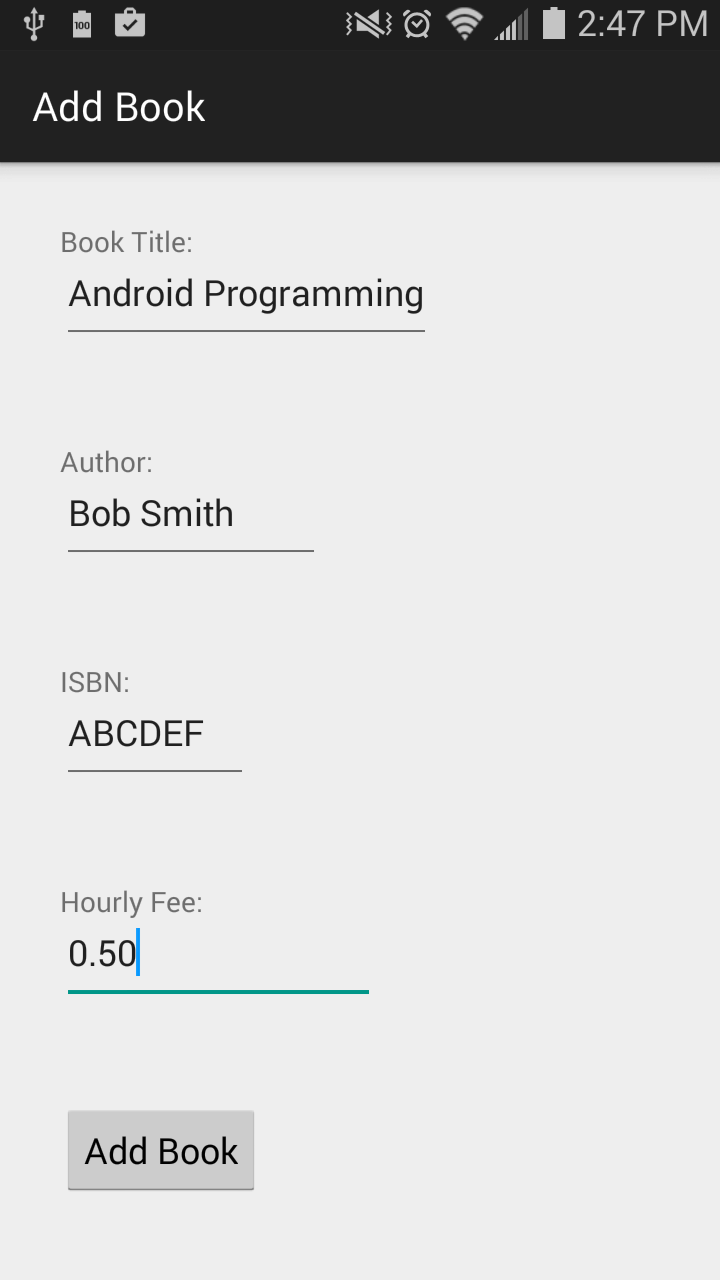 100
2:47 PM
Add Book
Book Title:
Android Programming
Author:
Bob Smith
ISBN:
ABCDEF
Hourly Fee:
0.50
Add Book